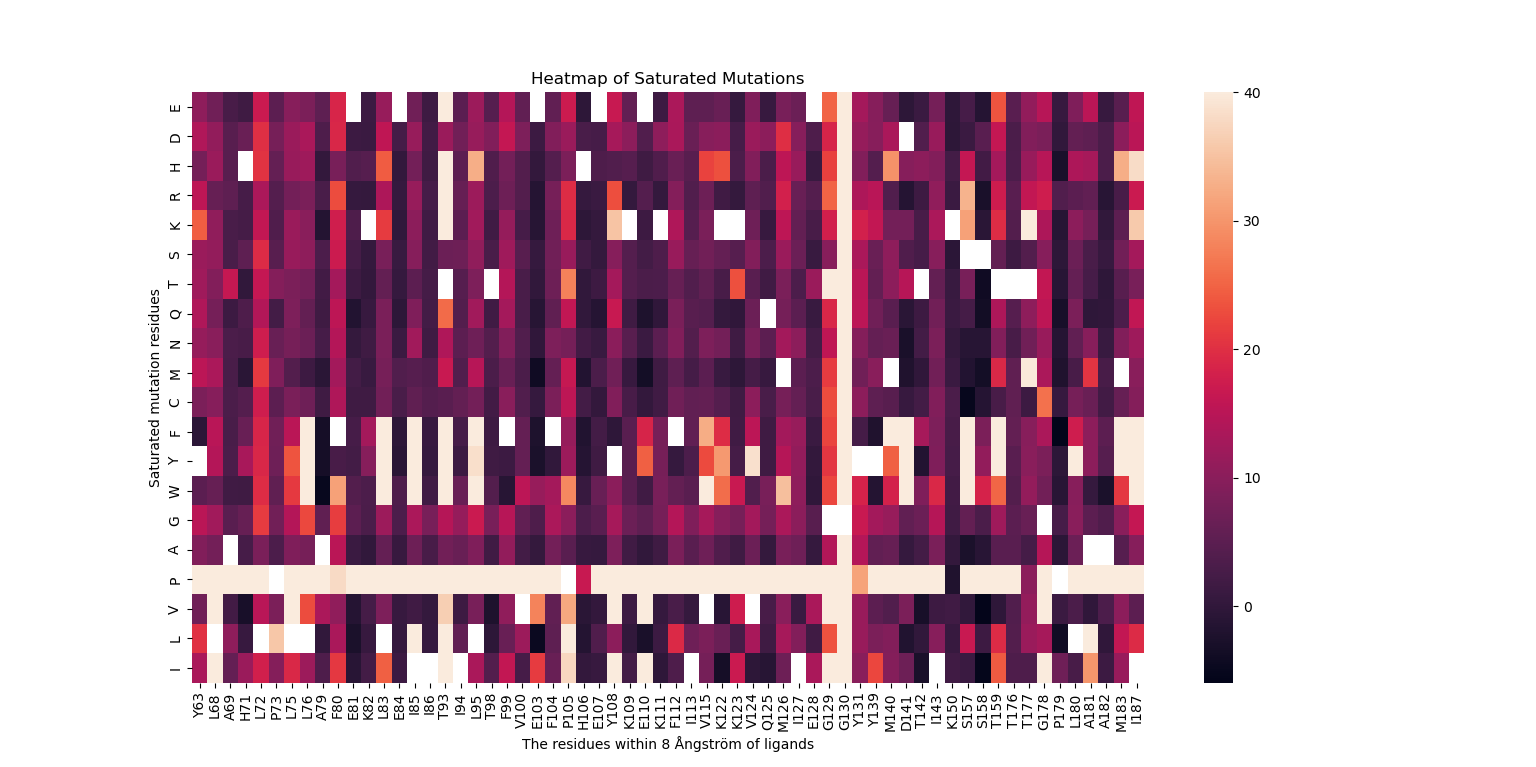 Heatmap of Saturated Mutations
Saturated mutation residues
E
D
H
R
K
S
T
Q
N
M
C
F
Y
W
G
A
P
V
L
I
40
30
20
10
0
Y63 L68 A69 H71 L72 P73 L75 L76 A79 F80 E81 K82 L83 E84 I85 I86 T93 I94 L95 T98 F99 V100 E103 F104 P105 H106 E107 Y108 K109 E110 K111 F112 I113 V115 K122 K123 V124 Q125 M126 I127 E128 G129 G130 Y131 Y139 M140 D141 T142 I143 K150 S157 S158 T159 T176 T177 G178 P179 L180 A181 A182 M183 I187
The residues within 8 Ångström of ligands